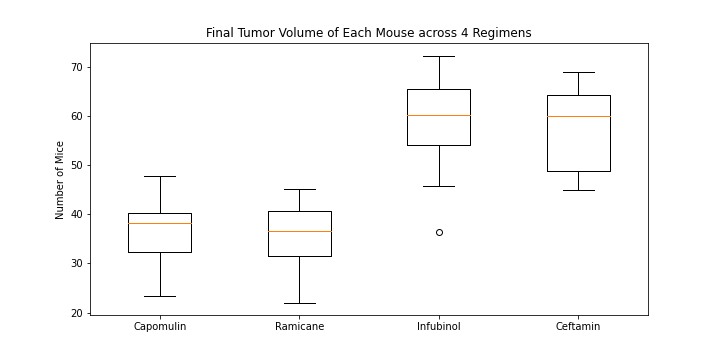 Final Tumor Volume of Each Mouse across 4 Regimens
Number of Mice
70
60
50
40
30
20
Capomulin Ramicane Infubinol Ceftamin